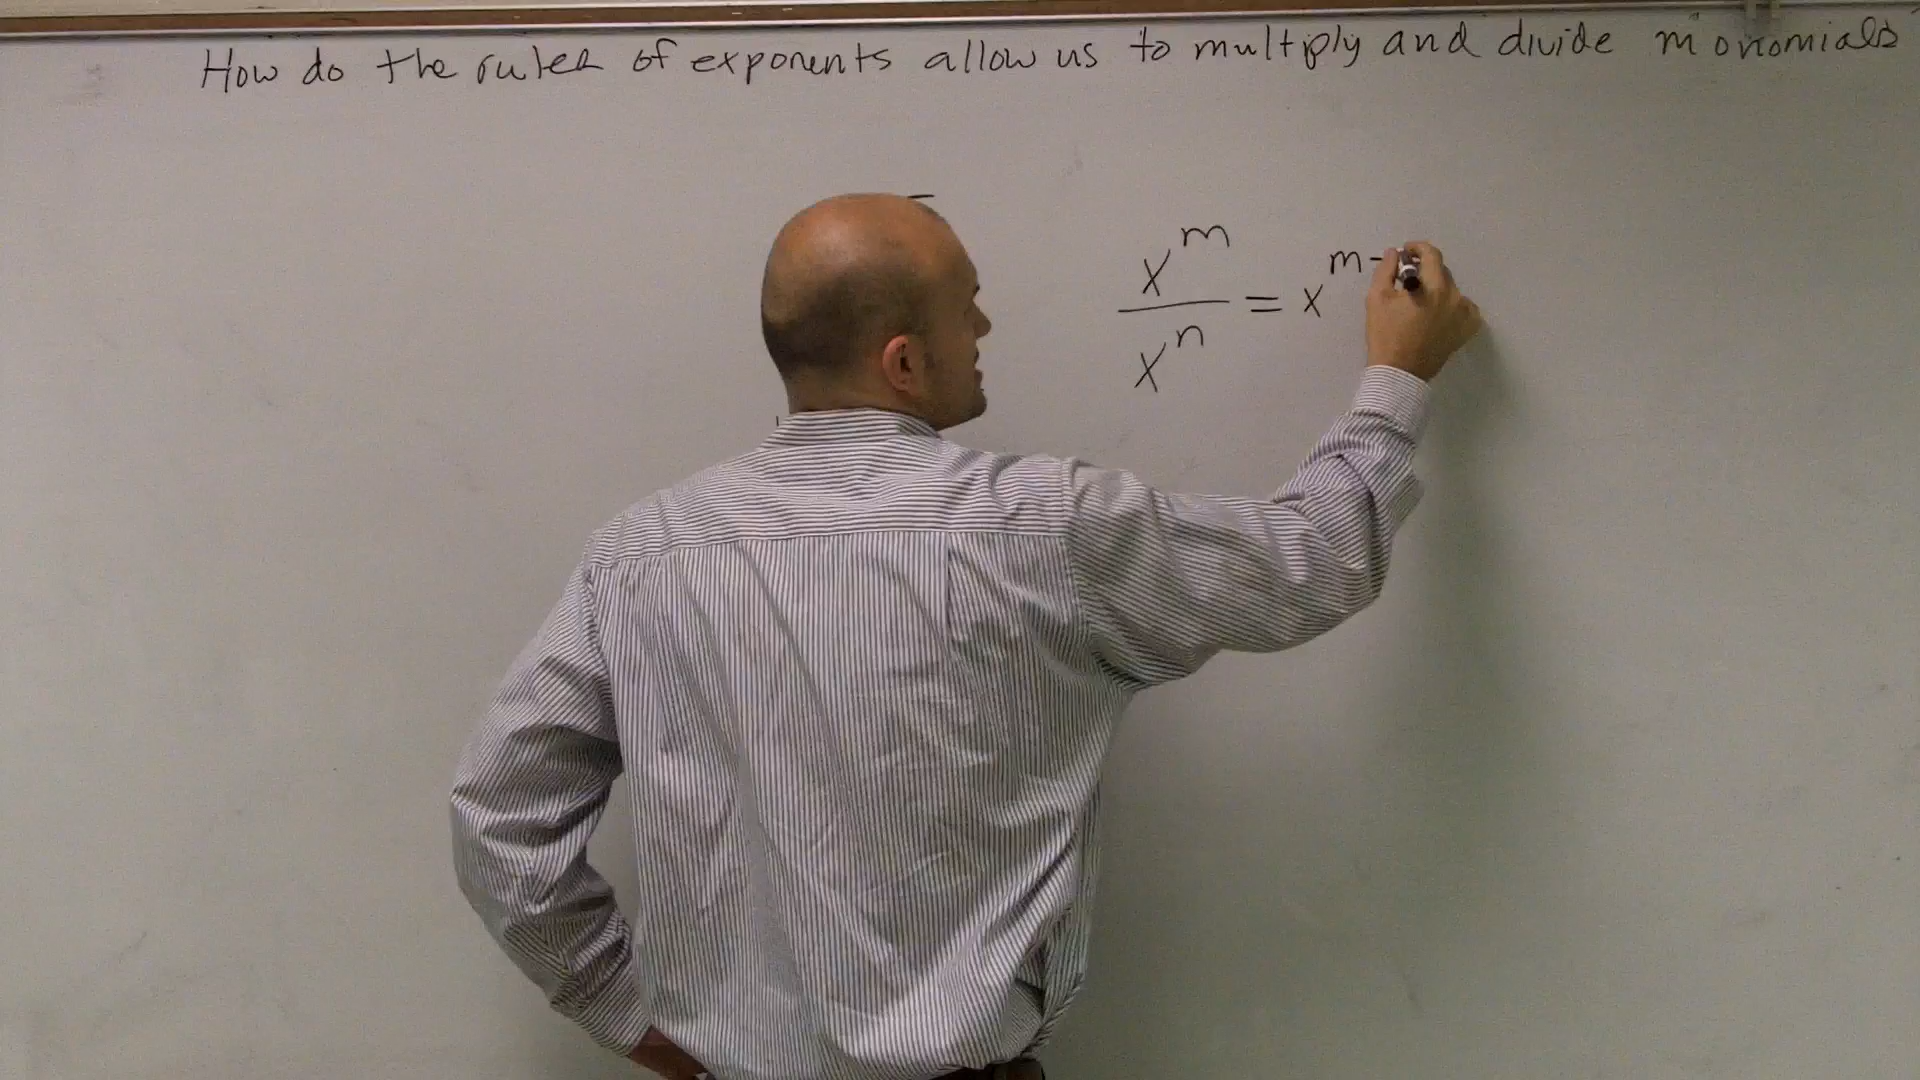 How do the rules of exponents allow us to multiply and divide monomials
x^m / x^n = x^m-